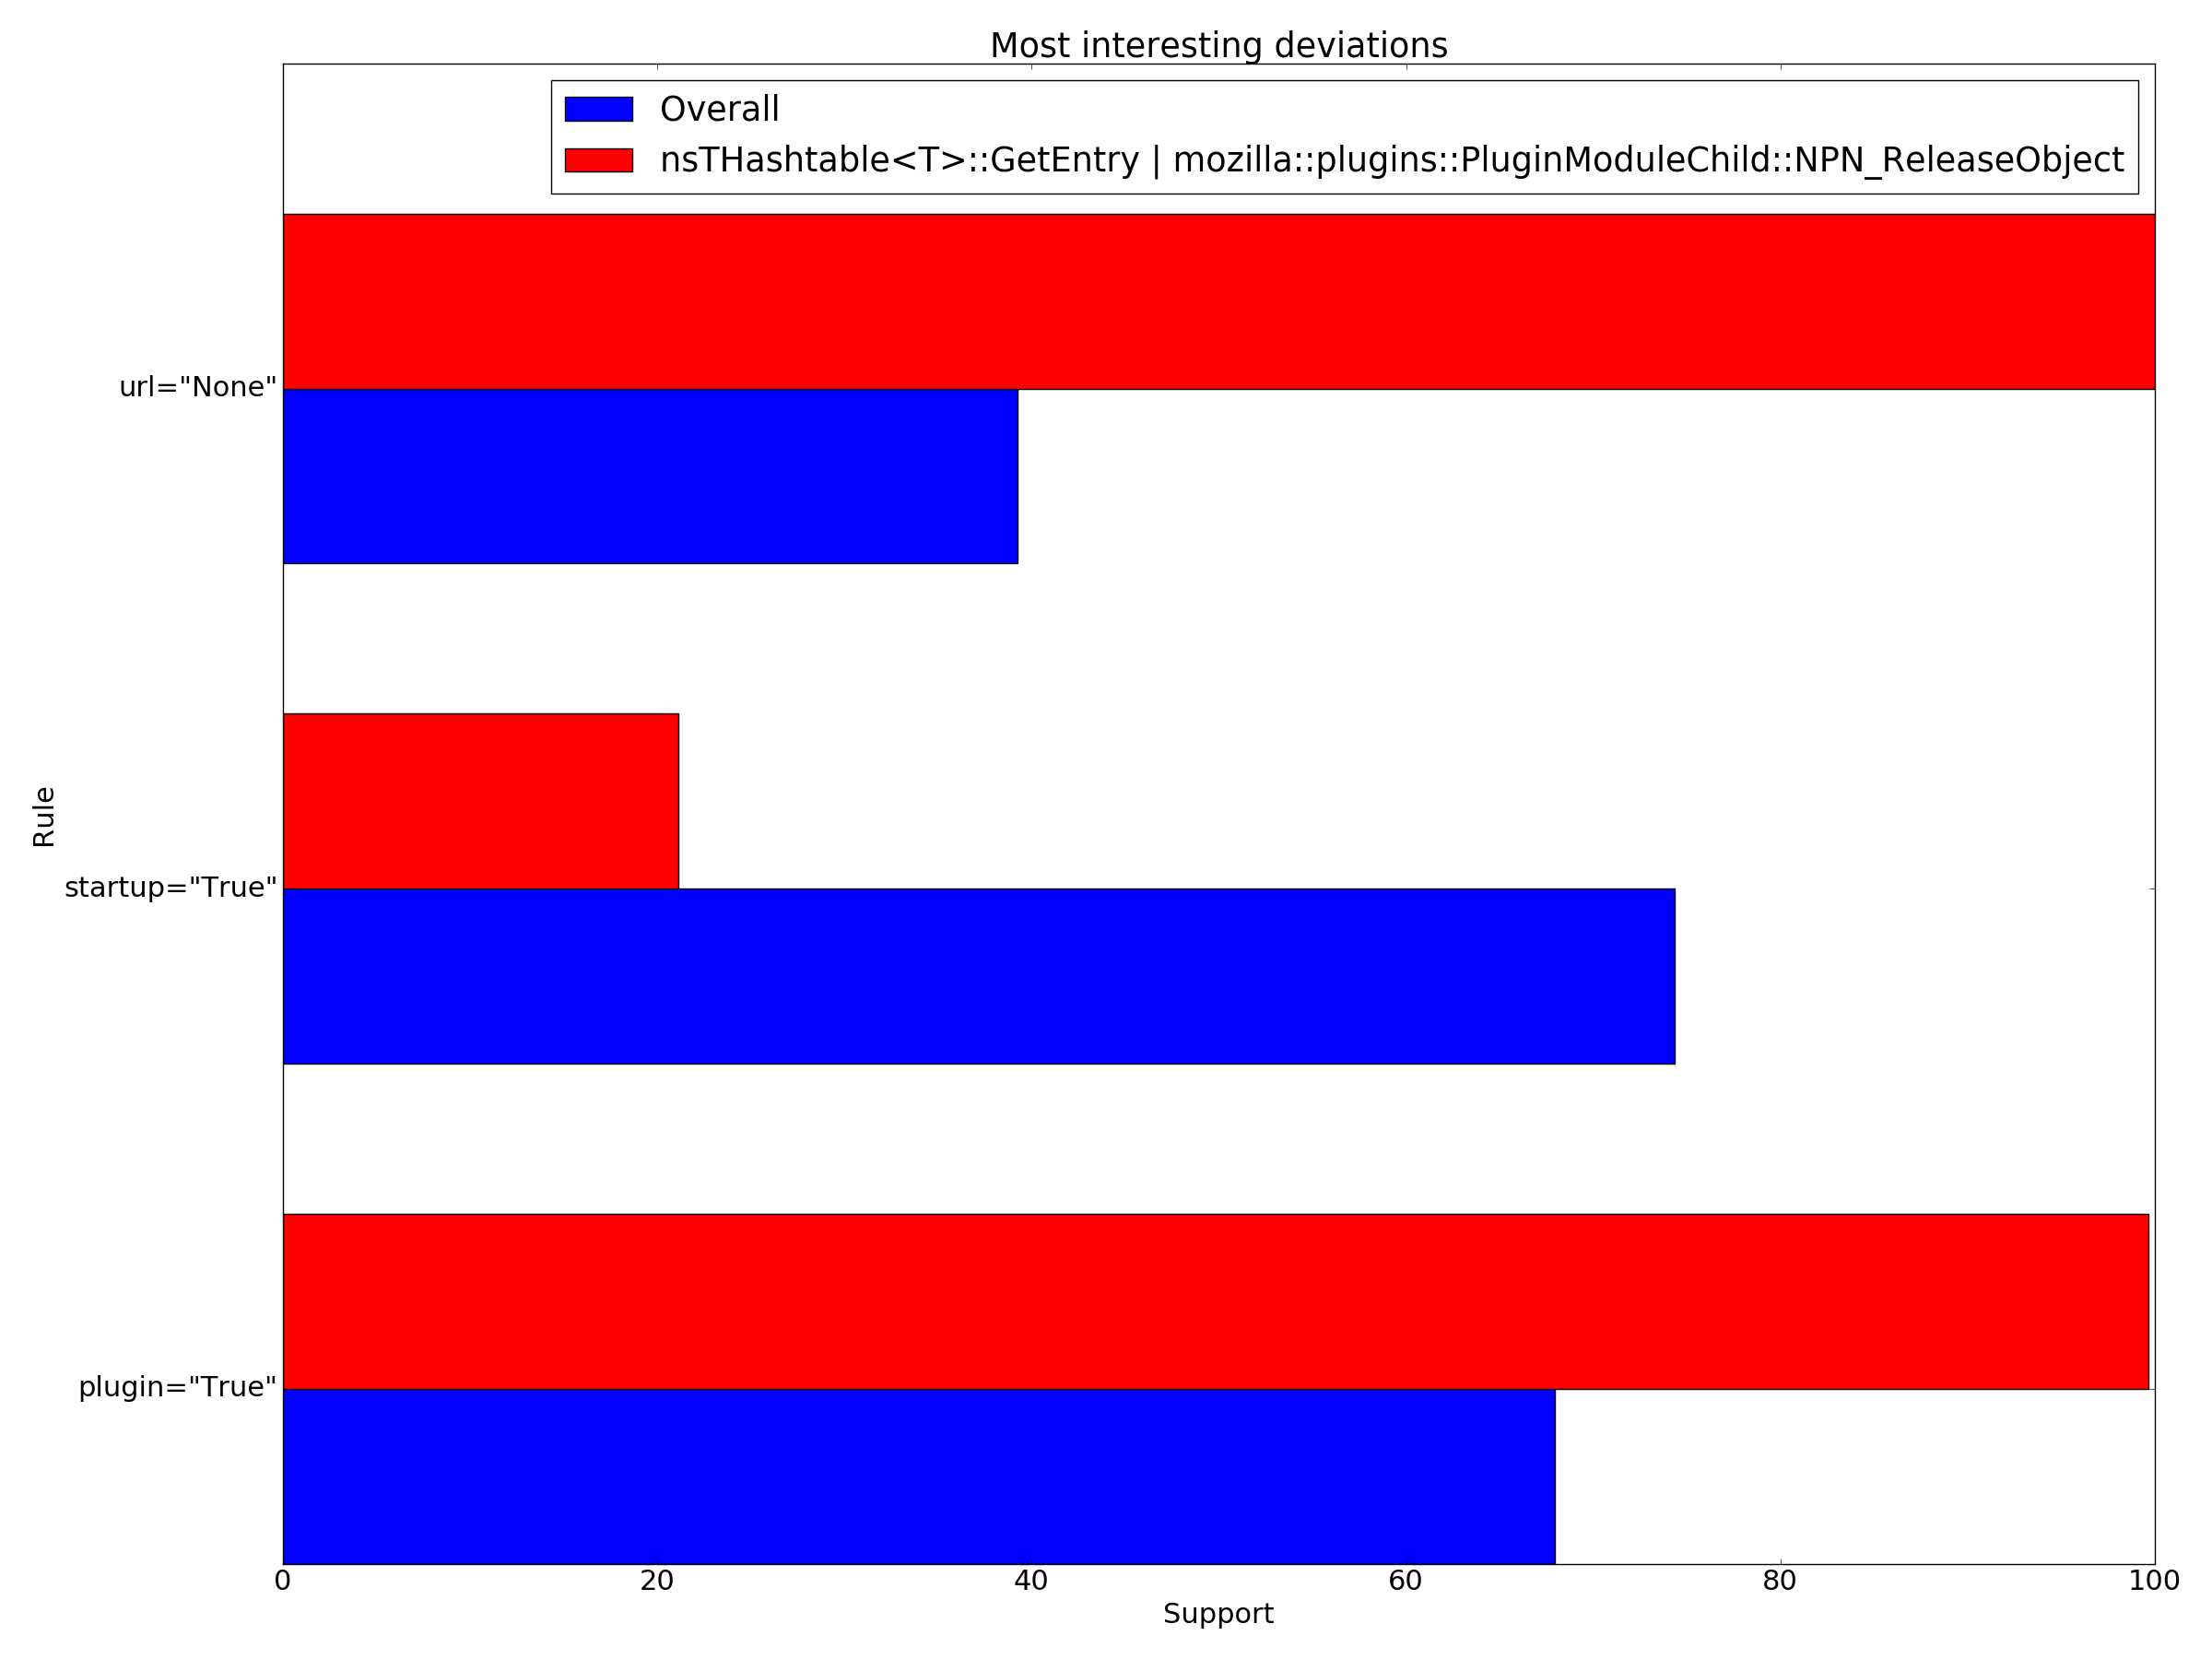 Most interesting deviations
Overall
nsTHashtable<T>::GetEntry | mozilla::plugins::PluginModuleChild::NPN_ReleaseObject
url="None"
startup="True"
plugin="True"
Rule
0 20 40 60 80 100
Support